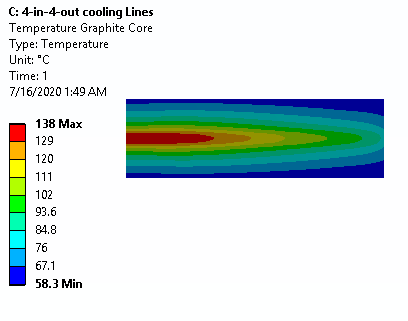 C: 4-in-4-out cooling Lines
Temperature Graphite Core
Type: Temperature
Unit: °C
Time: 1
7/16/2020 1:49 AM
138 Max
129
120
111
102
93.6
84.8
76
67.1
58.3 Min